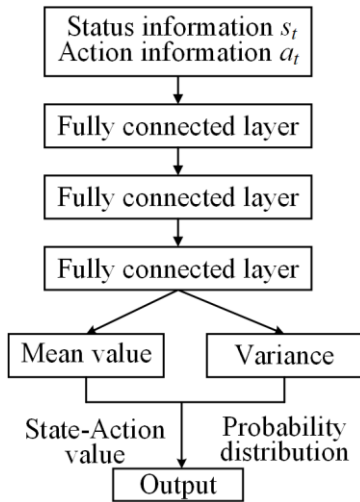 Status information s_t
Action information a_t
Fully connected layer
Fully connected layer
Fully connected layer
Mean value
Variance
State-Action
value
Probability
distribution
Output